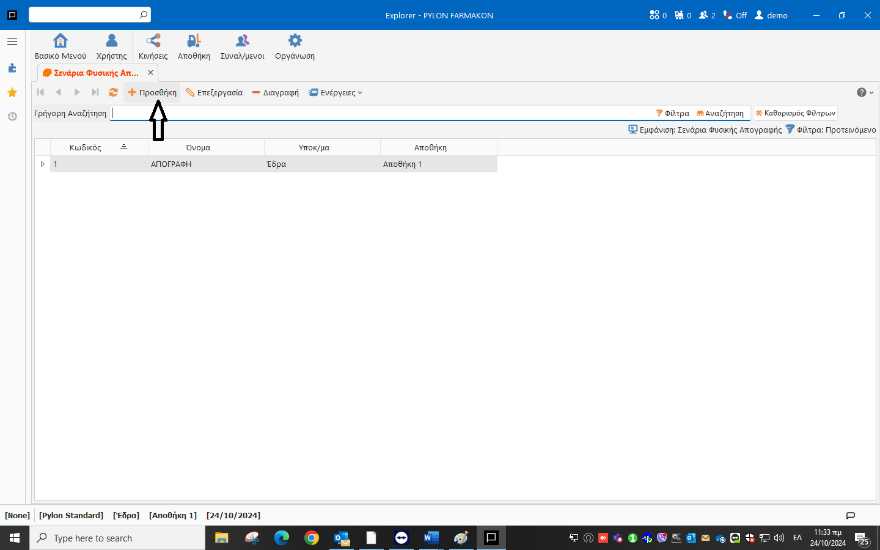 Explorer - PYLON FARMAKON
0 0 2 Off demo
Βασικό Μενού Χρήστης Κινήσεις Αποθήκη Συναλ/μενοι Οργάνωση
Σενάρια Φυσικής Απ...
Προσθήκη Επεξεργασία Διαγραφή Ενέργειες
Γρήγορη Αναζήτηση Φίλτρα Αναζήτηση Καθαρισμός Φίλτρων
Εμφάνιση: Σενάρια Φυσικής Απογραφής Φίλτρα: Προτεινόμενο
Κωδικός Όνομα Υποκ/μα Αποθήκη
1 ΑΠΟΓΡΑΦΗ Έδρα Αποθήκη 1
[None] [Pylon Standard] [Έδρα] [Αποθήκη 1] [24/10/2024]
Type here to search
ΕΛ
11:33 πμ
24/10/2024
25